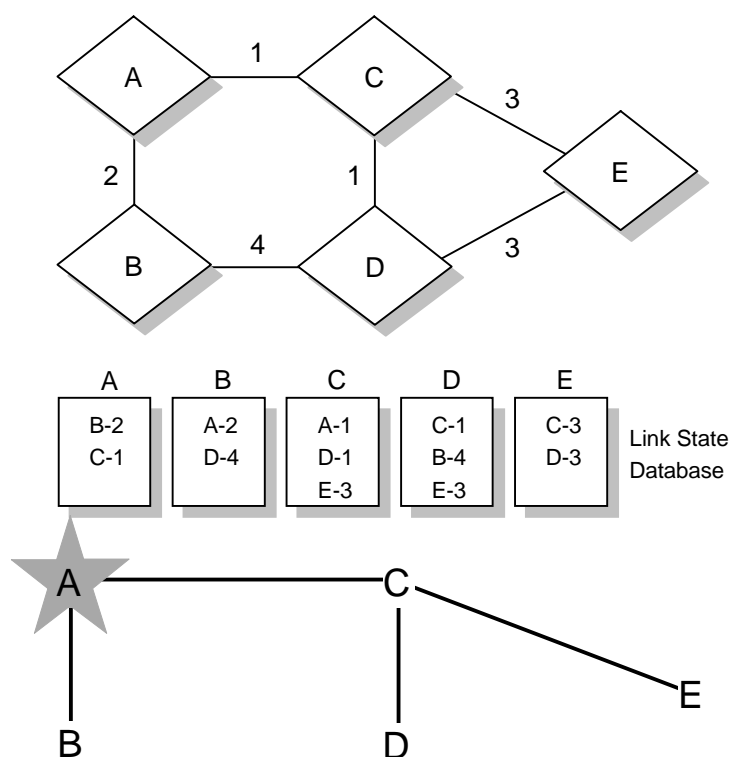 1
A C
3
2 1 E
4
B D
3
A B C D E
B-2 A-2 A-1 C-1 C-3
C-1 D-4 D-1 B-4 D-3
E-3 E-3
Link State
Database
A C
E
B D